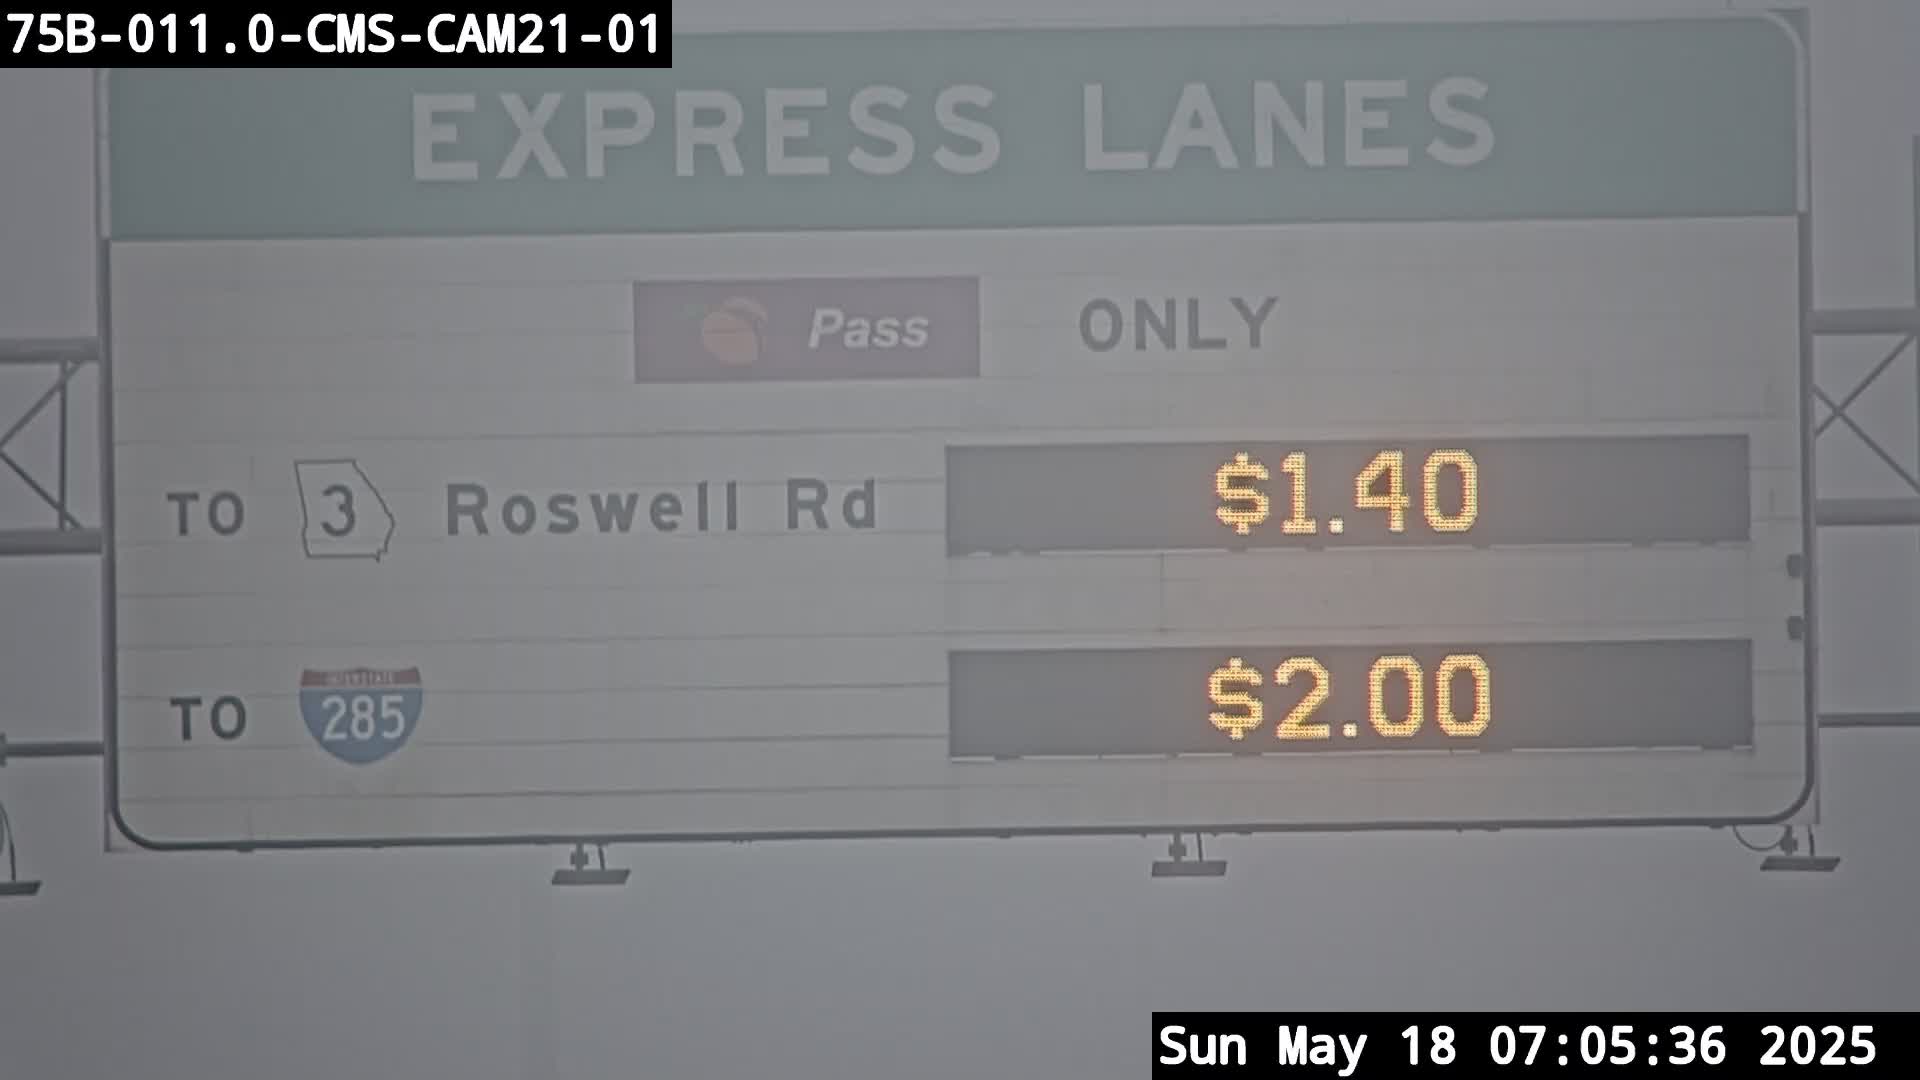 75B-011.0-CMS-CAM21-01
EXPRESS LANES
Pass ONLY
TO 3 Roswell Rd $1.40
TO 285 $2.00
Sun May 18 07:05:36 2025